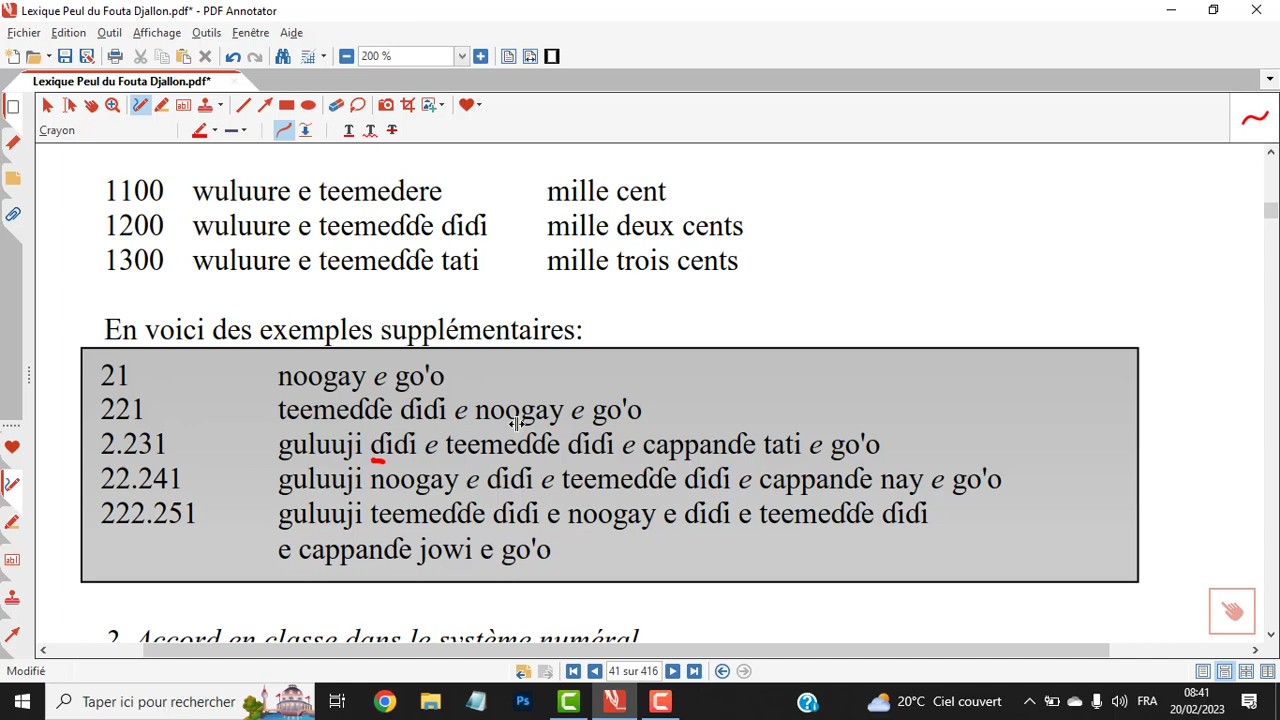 Lexique Peul du Fouta Djallon.pdf* - PDF Annotator
Fichier Edition Outil Affichage Outils Fenêtre Aide
200 %
Lexique Peul du Fouta Djallon.pdf*
Crayon
1100 wuluure e teemedere mille cent
1200 wuluure e teemeɗɗe ɗiɗi mille deux cents
1300 wuluure e teemeɗɗe tati mille trois cents
En voici des exemples supplémentaires:
21 noogay e go'o
221 teemeɗɗe ɗiɗi e noogay e go'o
2.231 guluuji ɗiɗi e teemeɗɗe ɗiɗi e cappanɗe tati e go'o
22.241 guluuji noogay e ɗiɗi e teemeɗɗe ɗiɗi e cappanɗe nay e go'o
222.251 guluuji teemeɗɗe ɗiɗi e noogay e ɗiɗi e teemeɗɗe ɗiɗi
e cappanɗe jowi e go'o
2. Accord en classe dans le système numéral
Modifié 41 sur 416
Taper ici pour rechercher 20°C Ciel couvert FRA 08:41
20/02/2023